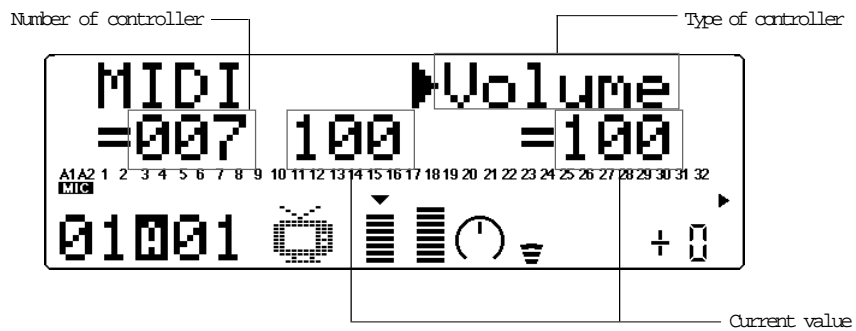 Number of controller Type of controller
MIDI ▶Volume
=007 100 =100
A1 A2 1 2 3 4 5 6 7 8 9 10 11 12 13 14 15 16 17 18 19 20 21 22 23 24 25 26 27 28 29 30 31 32
MIC
01A01 ÷ 0
Current value